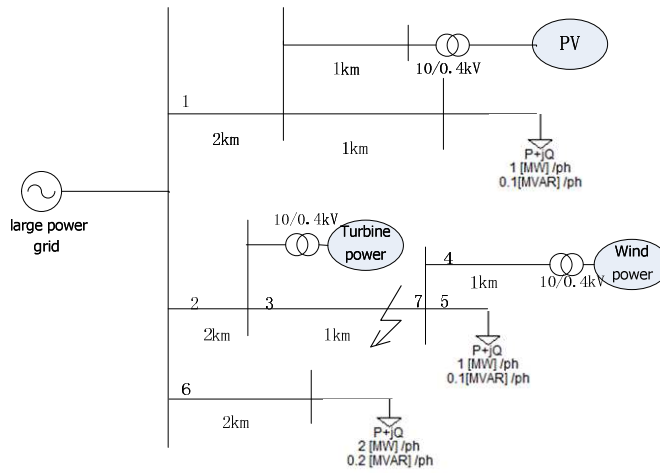 PV
1km
10/0.4kV
1
2km
1km
P+jQ
1 [MW] /ph
0.1[MVAR] /ph
large power
grid
10/0.4kV
Turbine
power
4
Wind
power
1km
10/0.4kV
2
3
7
5
2km
1km
P+jQ
1 [MW] /ph
0.1[MVAR] /ph
6
2km
P+jQ
2 [MW] /ph
0.2 [MVAR] /ph